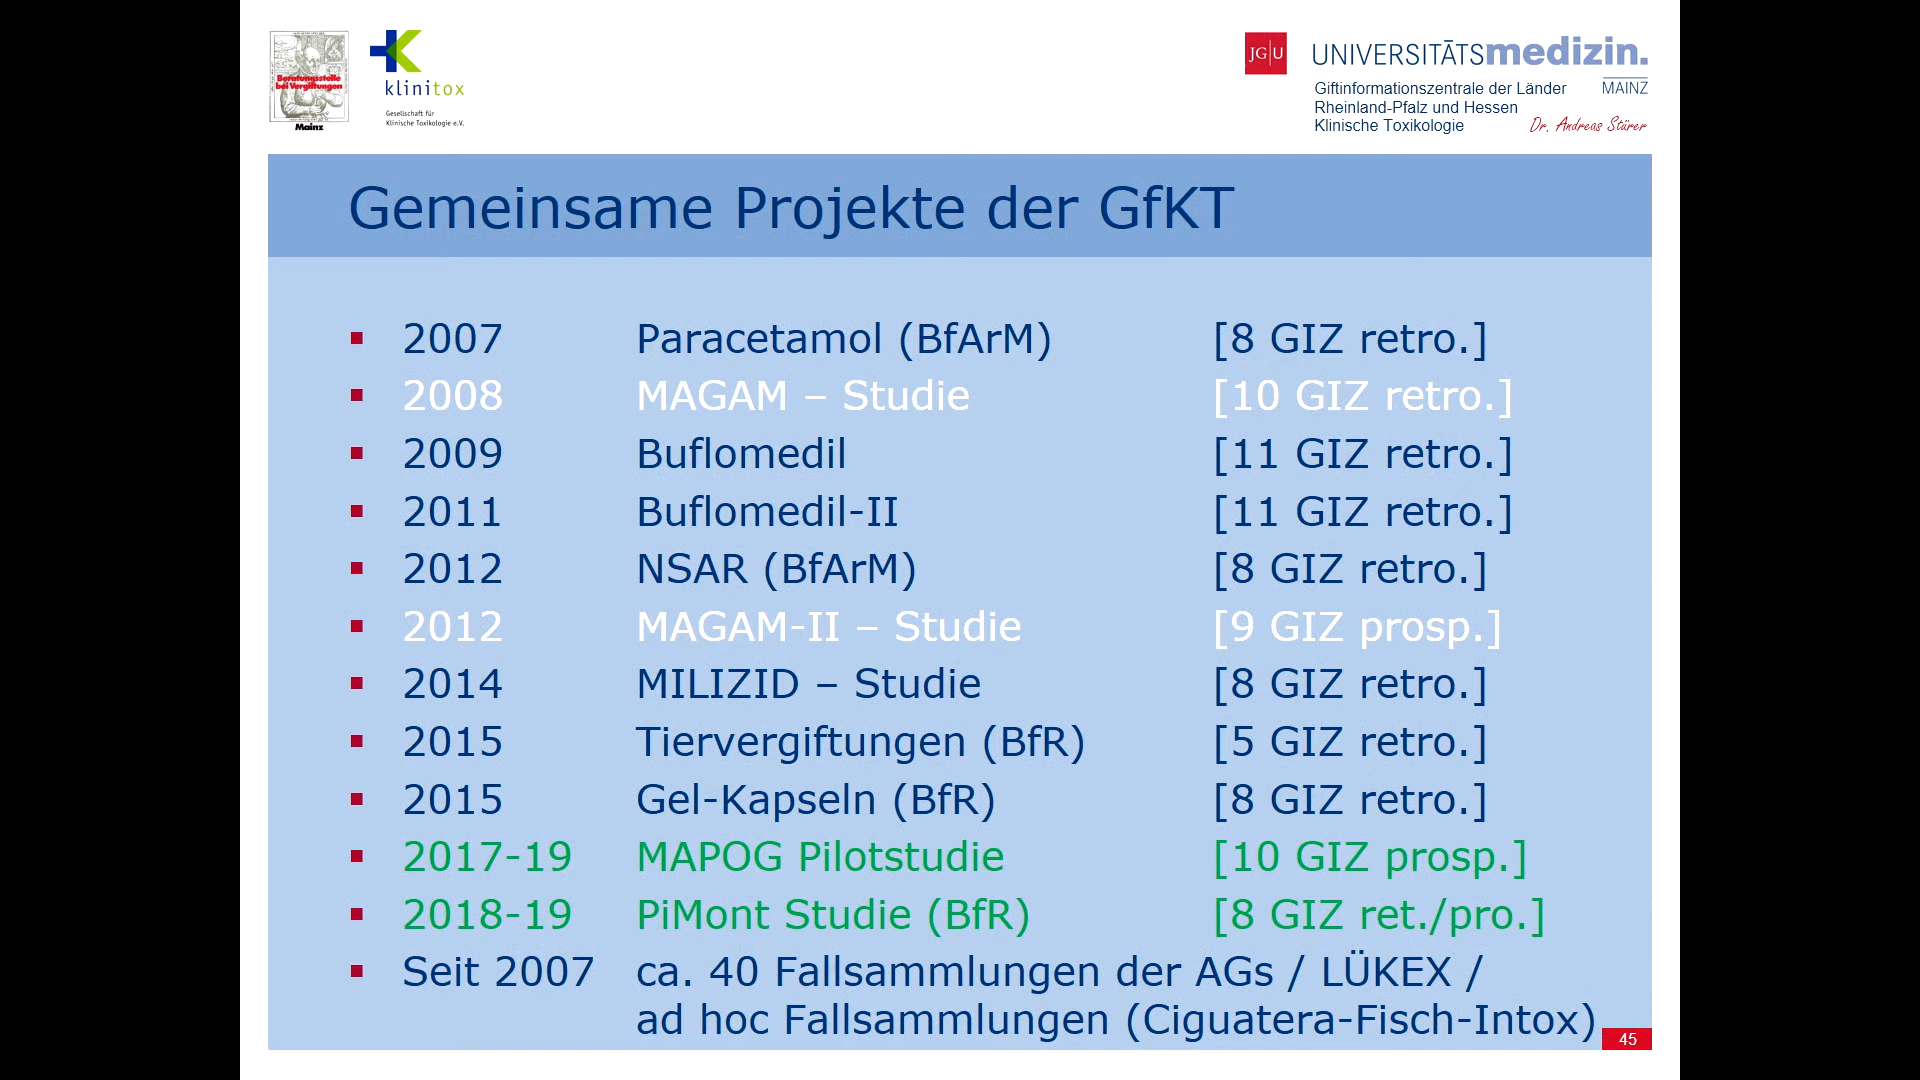 Beratungsstelle
bei Vergiftungen
Mainz
klinitox
Gesellschaft für
Klinische Toxikologie e.V.
JG|U
UNIVERSITĀTSmedizin.
MAINZ
Giftinformationszentrale der Länder
Rheinland-Pfalz und Hessen
Klinische Toxikologie
Dr. Andreas Stürer
Gemeinsame Projekte der GfKT
▪ 2007 Paracetamol (BfArM) [8 GIZ retro.]
▪ 2008 MAGAM – Studie [10 GIZ retro.]
▪ 2009 Buflomedil [11 GIZ retro.]
▪ 2011 Buflomedil-II [11 GIZ retro.]
▪ 2012 NSAR (BfArM) [8 GIZ retro.]
▪ 2012 MAGAM-II – Studie [9 GIZ prosp.]
▪ 2014 MILIZID – Studie [8 GIZ retro.]
▪ 2015 Tiervergiftungen (BfR) [5 GIZ retro.]
▪ 2015 Gel-Kapseln (BfR) [8 GIZ retro.]
▪ 2017-19 MAPOG Pilotstudie [10 GIZ prosp.]
▪ 2018-19 PiMont Studie (BfR) [8 GIZ ret./pro.]
▪ Seit 2007 ca. 40 Fallsammlungen der AGs / LÜKEX /
ad hoc Fallsammlungen (Ciguatera-Fisch-Intox)
45